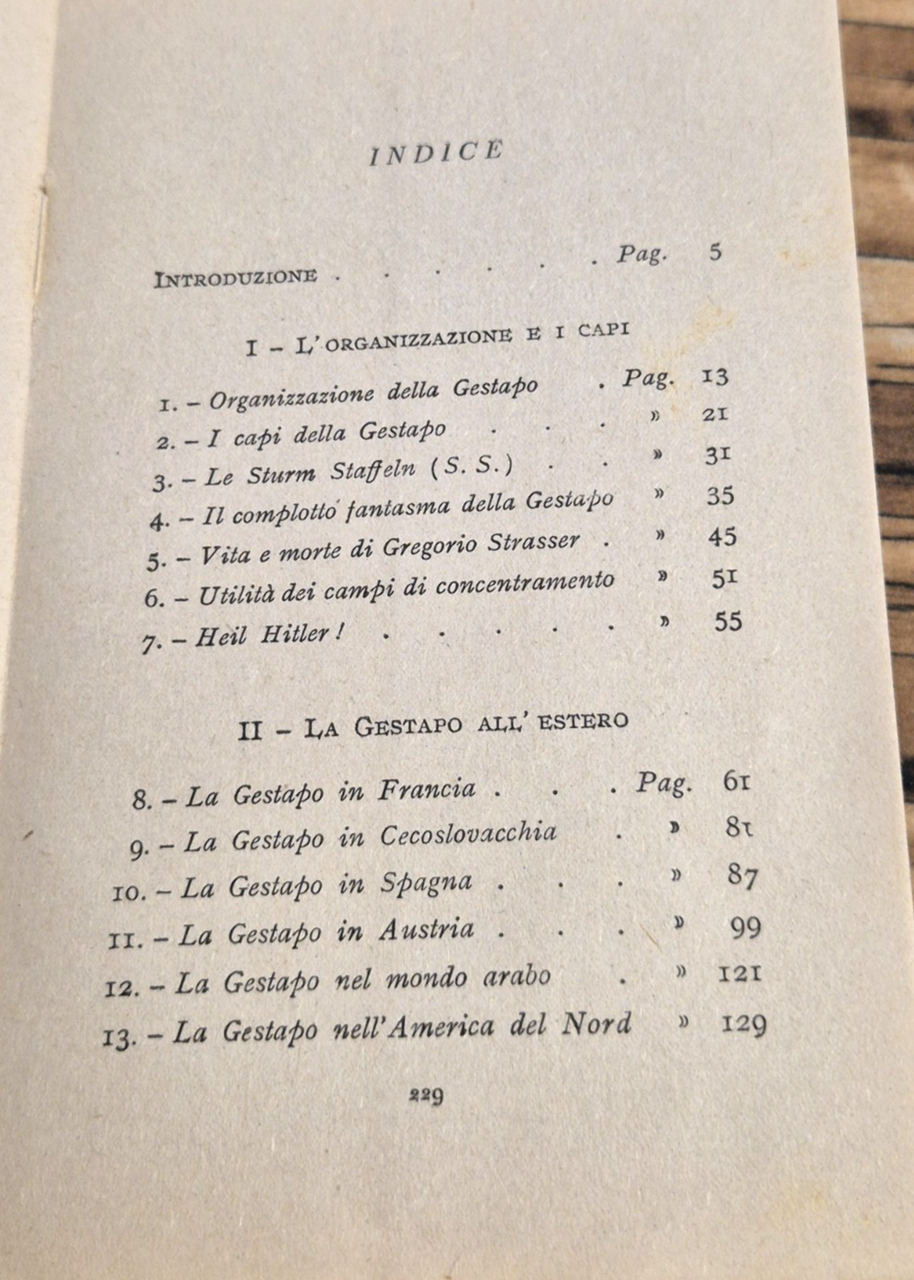 INDICE
INTRODUZIONE . . . . . . Pag. 5
I – L'ORGANIZZAZIONE E I CAPI
1. – Organizzazione della Gestapo . Pag. 13
2. – I capi della Gestapo . . . » 21
3. – Le Sturm Staffeln (S. S.) . . » 31
4. – Il complotto fantasma della Gestapo » 35
5. – Vita e morte di Gregorio Strasser . » 45
6. – Utilità dei campi di concentramento » 51
7. – Heil Hitler! . . . . . » 55
II – LA GESTAPO ALL'ESTERO
8. – La Gestapo in Francia . . . Pag. 61
9. – La Gestapo in Cecoslovacchia . » 81
10. – La Gestapo in Spagna . . . » 87
11. – La Gestapo in Austria . . . » 99
12. – La Gestapo nel mondo arabo . » 121
13. – La Gestapo nell'America del Nord » 129
229